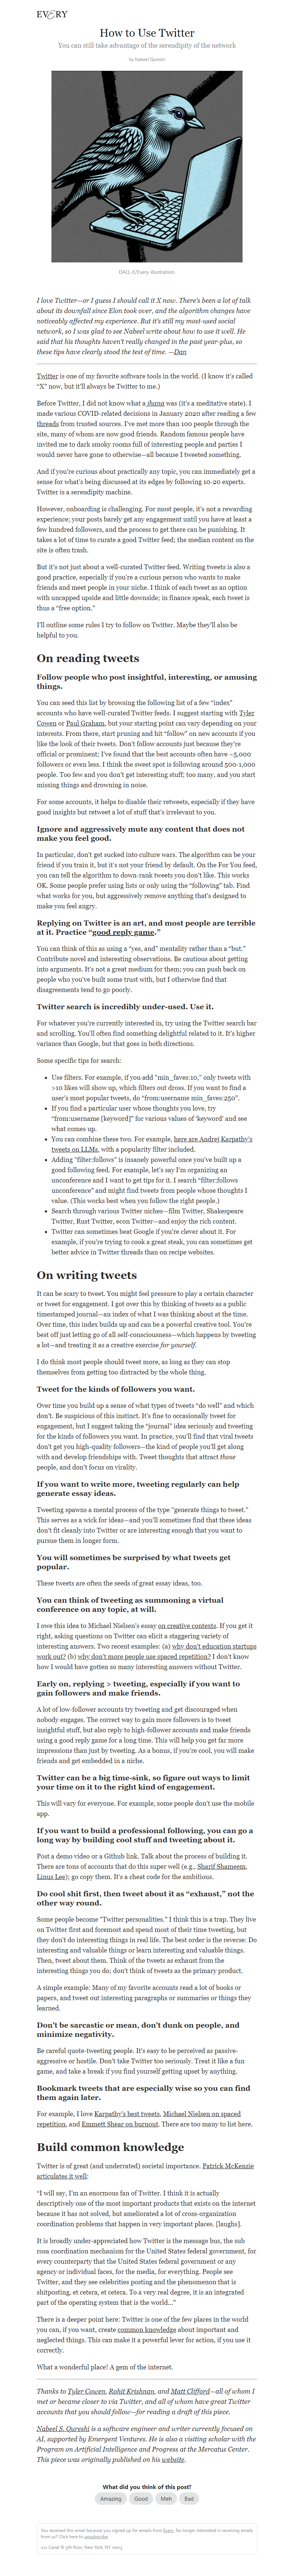 EVERY
How to Use Twitter
You can still take advantage of the serendipity of the network
by Nabeel Qureshi
DALL-E/Every illustration.
I love Twitter—or I guess I should call it X now. There's been a lot of talk
about its downfall since Elon took over, and the algorithm changes have
noticeably affected my experience. But it's still my most-used social
network, so I was glad to see Nabeel write about how to use it well. He
said that his thoughts haven't really changed in the past year-plus, so
these tips have clearly stood the test of time. —Dan
Twitter is one of my favorite software tools in the world. (I know it's called
“X” now, but it'll always be Twitter to me.)
Before Twitter, I did not know what a jhana was (it's a meditative state). I
made various COVID-related decisions in January 2020 after reading a few
threads from trusted sources. I've met more than 100 people through the
site, many of whom are now good friends. Random famous people have
invited me to dark smoky rooms full of interesting people and parties I
would never have gone to otherwise—all because I tweeted something.
And if you're curious about practically any topic, you can immediately get a
sense for what's being discussed at its edges by following 10-20 experts.
Twitter is a serendipity machine.
However, onboarding is challenging. For most people, it's not a rewarding
experience; your posts barely get any engagement until you have at least a
few hundred followers, and the process to get there can be punishing. It
takes a lot of time to curate a good Twitter feed; the median content on the
site is often trash.
But it's not just about a well-curated Twitter feed. Writing tweets is also a
good practice, especially if you're a curious person who wants to make
friends and meet people in your niche. I think of each tweet as an option
with uncapped upside and little downside; in finance speak, each tweet is
thus a “free option.”
I'll outline some rules I try to follow on Twitter. Maybe they'll also be
helpful to you.
On reading tweets
Follow people who post insightful, interesting, or amusing
things.
You can seed this list by browsing the following list of a few “index”
accounts who have well-curated Twitter feeds. I suggest starting with Tyler
Cowen or Paul Graham, but your starting point can vary depending on your
interests. From there, start pruning and hit “follow” on new accounts if you
like the look of their tweets. Don't follow accounts just because they're
official or prominent; I've found that the best accounts often have ~5,000
followers or even less. I think the sweet spot is following around 500-1,000
people. Too few and you don't get interesting stuff; too many, and you start
missing things and drowning in noise.
For some accounts, it helps to disable their retweets, especially if they have
good insights but retweet a lot of stuff that's irrelevant to you.
Ignore and aggressively mute any content that does not
make you feel good.
In particular, don't get sucked into culture wars. The algorithm can be your
friend if you train it, but it's not your friend by default. On the For You feed,
you can tell the algorithm to down-rank tweets you don't like. This works
OK. Some people prefer using lists or only using the “following” tab. Find
what works for you, but aggressively remove anything that's designed to
make you feel angry.
Replying on Twitter is an art, and most people are terrible
at it. Practice “good reply game.”
You can think of this as using a “yes, and” mentality rather than a “but.”
Contribute novel and interesting observations. Be cautious about getting
into arguments. It's not a great medium for them; you can push back on
people who you've built some trust with, but I otherwise find that
disagreements tend to go poorly.
Twitter search is incredibly under-used. Use it.
For whatever you're currently interested in, try using the Twitter search bar
and scrolling. You'll often find something delightful related to it. It's higher
variance than Google, but that goes in both directions.
Some specific tips for search:
• Use filters. For example, if you add “min_faves:10,” only tweets with
>10 likes will show up, which filters out dross. If you want to find a
user's most popular tweets, do “from:username min_faves:250”.
• If you find a particular user whose thoughts you love, try
“from:username [keyword]” for various values of ‘keyword’ and see
what comes up.
• You can combine these two. For example, here are Andrej Karpathy's
tweets on LLMs, with a popularity filter included.
• Adding “filter:follows” is insanely powerful once you've built up a
good following feed. For example, let's say I'm organizing an
unconference and I want to get tips for it. I search “filter:follows
unconference” and might find tweets from people whose thoughts I
value. (This works best when you follow the right people.)
• Search through various Twitter niches—film Twitter, Shakespeare
Twitter, Rust Twitter, econ Twitter—and enjoy the rich content.
• Twitter can sometimes beat Google if you're clever about it. For
example, if you're trying to cook a great steak, you can sometimes get
better advice in Twitter threads than on recipe websites.
On writing tweets
It can be scary to tweet. You might feel pressure to play a certain character
or tweet for engagement. I got over this by thinking of tweets as a public
timestamped journal—an index of what I was thinking about at the time.
Over time, this index builds up and can be a powerful creative tool. You're
best off just letting go of all self-consciousness—which happens by tweeting
a lot—and treating it as a creative exercise for yourself.
I do think most people should tweet more, as long as they can stop
themselves from getting too distracted by the whole thing.
Tweet for the kinds of followers you want.
Over time you build up a sense of what types of tweets “do well” and which
don't. Be suspicious of this instinct. It's fine to occasionally tweet for
engagement, but I suggest taking the “journal” idea seriously and tweeting
for the kinds of followers you want. In practice, you'll find that viral tweets
don't get you high-quality followers—the kind of people you'll get along
with and develop friendships with. Tweet thoughts that attract those
people, and don't focus on virality.
If you want to write more, tweeting regularly can help
generate essay ideas.
Tweeting spawns a mental process of the type "generate things to tweet."
This serves as a wick for ideas—and you'll sometimes find that these ideas
don't fit cleanly into Twitter or are interesting enough that you want to
pursue them in longer form.
You will sometimes be surprised by what tweets get
popular.
These tweets are often the seeds of great essay ideas, too.
You can think of tweeting as summoning a virtual
conference on any topic, at will.
I love this idea to Michael Nielsen's essay on creative contexts. If you get it
right, asking questions on Twitter can elicit a staggering variety of
interesting answers. Two recent examples: (a) why don't education startups
work out? (b) why don't more people use spaced repetition? I don't know
how I would have gotten so many interesting answers without Twitter.
Early on, replying > tweeting, especially if you want to
gain followers and make friends.
A lot of low-follower accounts try tweeting and get discouraged when
nobody engages. The correct way to gain more followers is to tweet
insightful stuff, but also reply to high-follower accounts and make friends
using a good reply game for a long time. This will help you get far more
impressions than just by tweeting. As a bonus, if you're cool, you will make
friends and get embedded in a niche.
Twitter can be a big time-sink, so figure out ways to limit
your time on it to the right kind of engagement.
This will vary for everyone. For example, some people don't use the mobile
app.
If you want to build a professional following, you can go a
long way by building cool stuff and tweeting about it.
Post a demo video or a Github link. Talk about the process of building it.
There are tons of accounts that do this super well (e.g., Sharif Shameem,
Linus Lee); go copy them. It's a cheat code for the ambitious.
Do cool shit first, then tweet about it as “exhaust,” not the
other way round.
Some people become "Twitter personalities." I think this is a trap. They live
on Twitter first and foremost and spend most of their time tweeting, but
they don't do interesting things in real life. The best order is the reverse: Do
interesting and valuable things or learn interesting and valuable things.
Then, tweet about them. Think of the tweets as exhaust from the
interesting things you do; don't think of tweets as the primary product.
A simple example: Many of my favorite accounts read a lot of books or
papers, and tweet out interesting paragraphs or summaries or things they
learned.
Don't be sarcastic or mean, don't dunk on people, and
minimize negativity.
Be careful quote-tweeting people. It's easy to be perceived as passive-
aggressive or hostile. Don't take Twitter too seriously. Treat it like a fun
game, and take a break if you find yourself getting upset by anything.
Bookmark tweets that are especially wise so you can find
them again later.
For example, I love Karpathy's best tweets, Michael Nielsen on spaced
repetition, and Emmett Shear on burnout. There are too many to list here.
Build common knowledge
Twitter is of great (and underrated) societal importance. Patrick McKenzie
articulates it well:
“I will say, I'm an enormous fan of Twitter. I think it is actually
descriptively one of the most important products that exists on the internet
because it has not solved, but ameliorated a lot of cross-organization
coordination problems that happen in very important places. [laughs].
It is broadly under-appreciated how Twitter is the message bus, the sub
rosa coordination mechanism for the United States federal government, for
every counterparty that the United States federal government or any
agency or individual faces, for the media, for everything. People see
Twitter, and they see celebrities posting and the phenomenon that is
shitposting, et cetera, et cetera. To a very real degree, it is an integrated
part of the operating system that is the world...”
There is a deeper point here: Twitter is one of the few places in the world
you can, if you want, create common knowledge about important and
neglected things. This can make it a powerful lever for action, if you use it
correctly.
What a wonderful place! A gem of the internet.
Thanks to Tyler Cowen, Rohit Krishnan, and Matt Clifford—all of whom I
met or became closer to via Twitter, and all of whom have great Twitter
accounts that you should follow—for reading a draft of this piece.
Nabeel S. Qureshi is a software engineer and writer currently focused on
AI, supported by Emergent Ventures. He is also a visiting scholar with the
Program on Artificial Intelligence and Progress at the Mercatus Center.
This piece was originally published on his website.
What did you think of this post?
Amazing Good Meh Bad
You received this email because you signed up for emails from Every. No longer interested in receiving emails
from us? Click here to unsubscribe.
221 Canal St 5th floor, New York, NY 10013